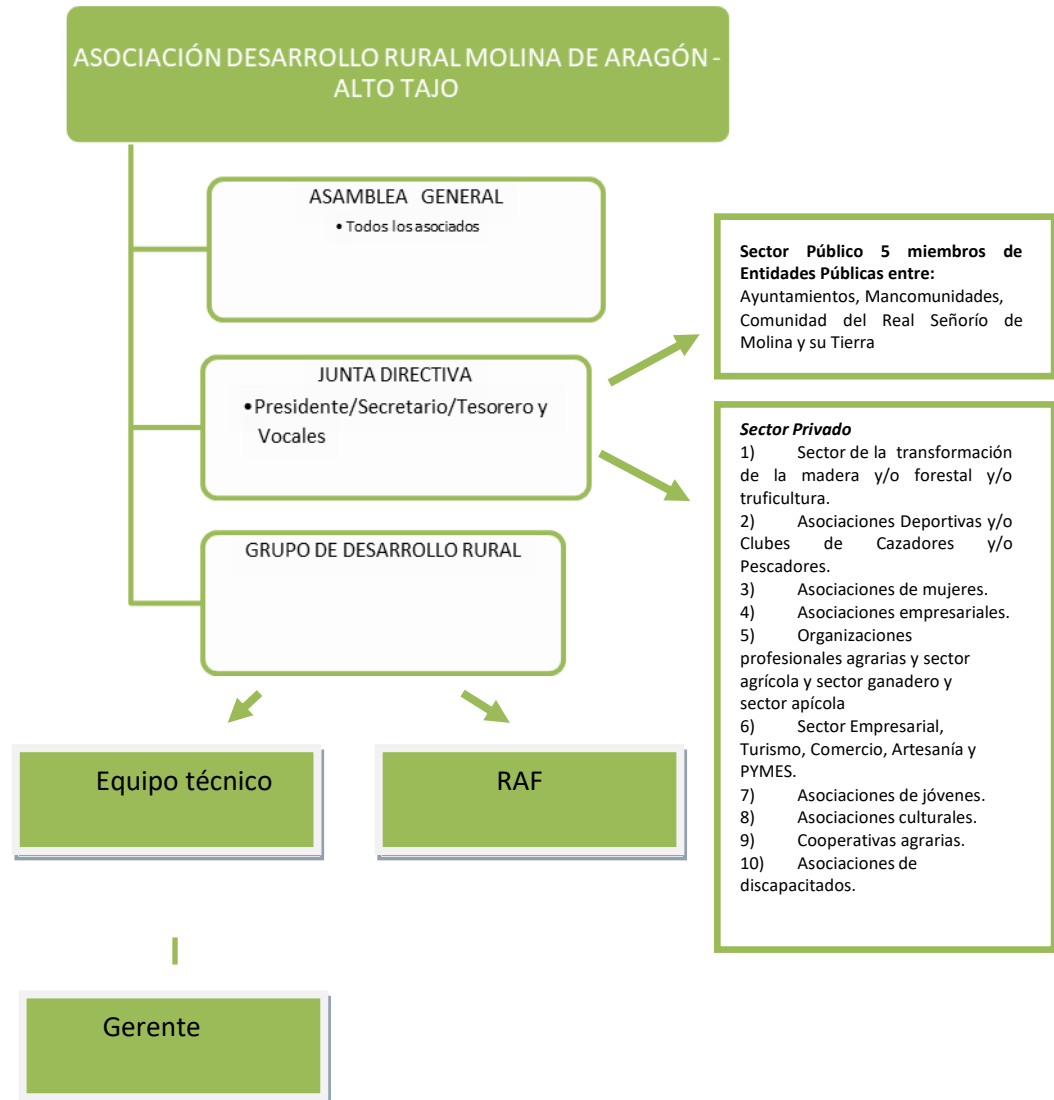 ASOCIACIÓN DESARROLLO RURAL MOLINA DE ARAGÓN -
ALTO TAJO
ASAMBLEA GENERAL
• Todos los asociados
JUNTA DIRECTIVA
•Presidente/Secretario/Tesorero y
Vocales
GRUPO DE DESARROLLO RURAL
Equipo técnico
RAF
Gerente
Sector Público 5 miembros de
Entidades Públicas entre:
Ayuntamientos, Mancomunidades,
Comunidad del Real Señorío de
Molina y su Tierra
Sector Privado
1) Sector de la transformación
de la madera y/o forestal y/o
truficultura.
2) Asociaciones Deportivas y/o
Clubes de Cazadores y/o
Pescadores.
3) Asociaciones de mujeres.
4) Asociaciones empresariales.
5) Organizaciones
profesionales agrarias y sector
agrícola y sector ganadero y
sector apícola
6) Sector Empresarial,
Turismo, Comercio, Artesanía y
PYMES.
7) Asociaciones de jóvenes.
8) Asociaciones culturales.
9) Cooperativas agrarias.
10) Asociaciones de
discapacitados.